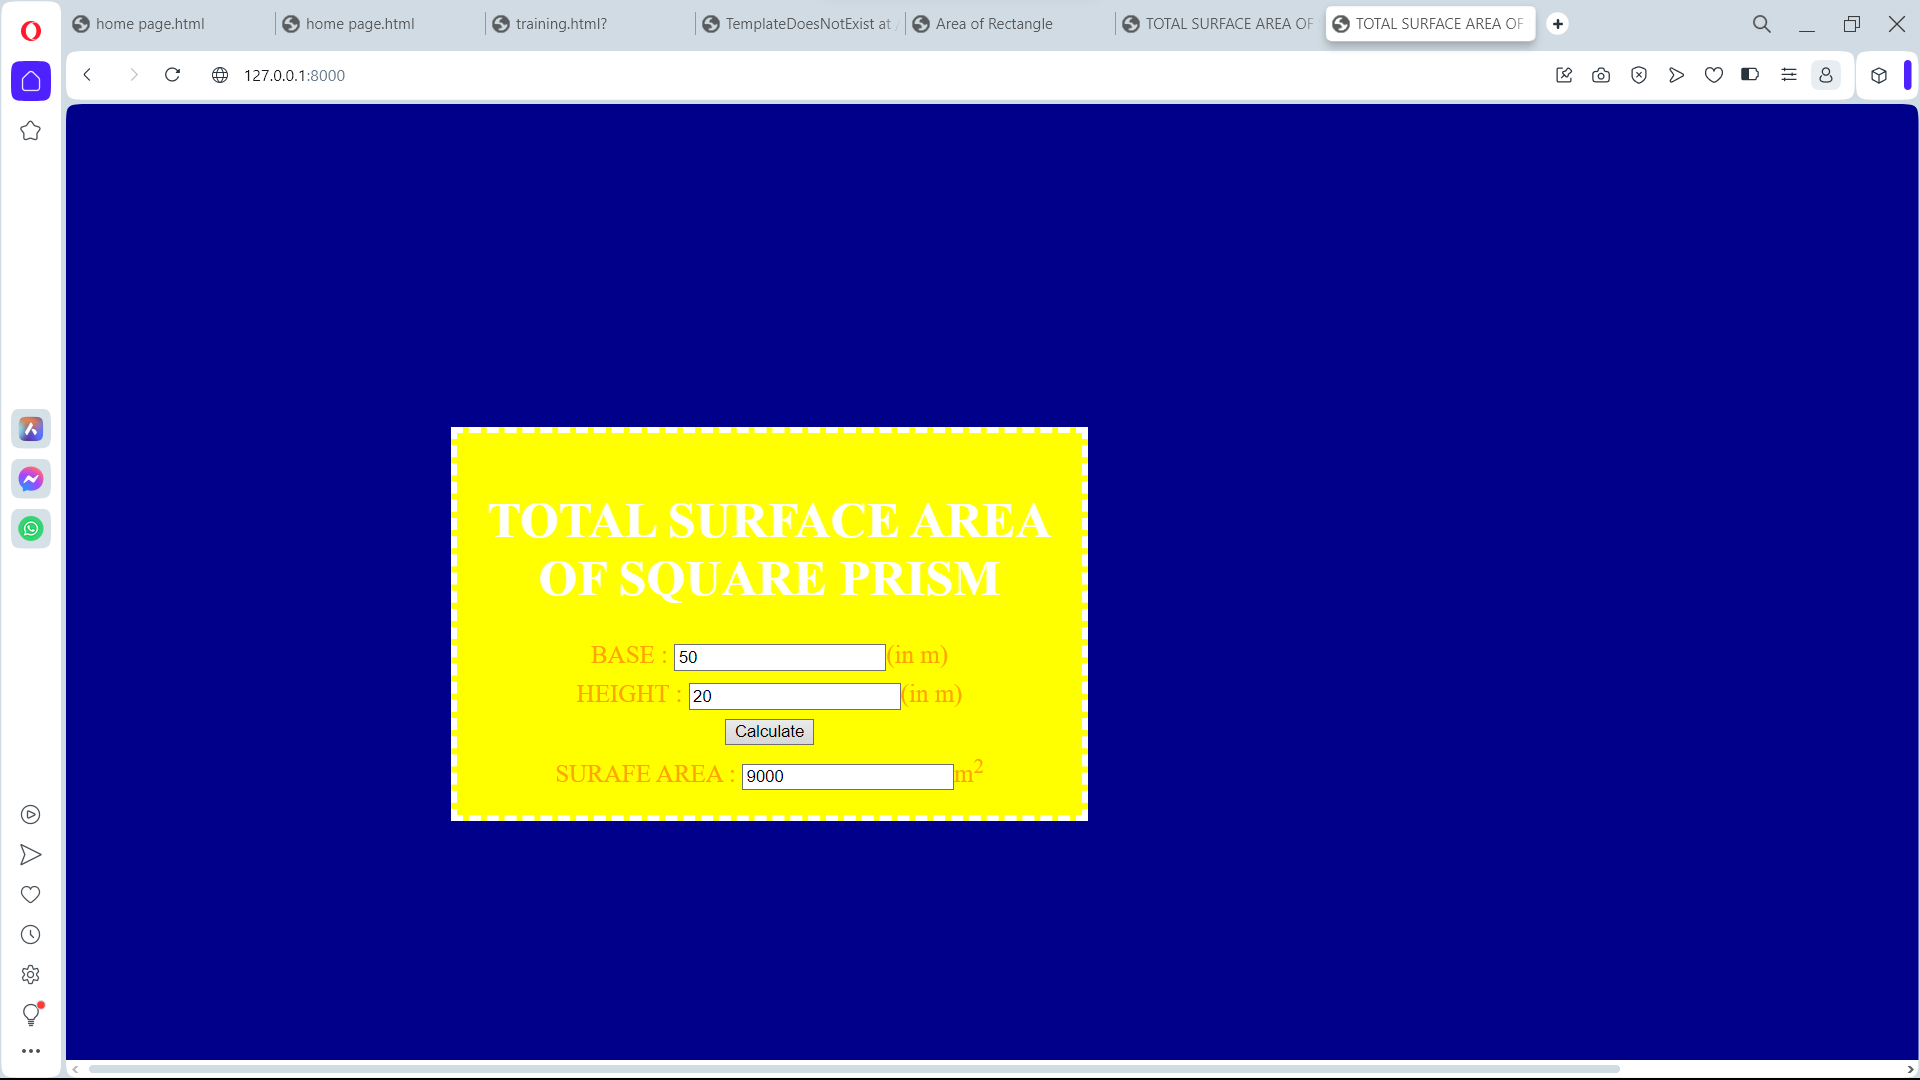 home page.html
home page.html
training.html?
TemplateDoesNotExist at /
Area of Rectangle
TOTAL SURFACE AREA OF
TOTAL SURFACE AREA OF
127.0.0.1:8000
TOTAL SURFACE AREA
OF SQUARE PRISM
BASE : 50 (in m)
HEIGHT : 20 (in m)
Calculate
SURAFE AREA : 9000 m²